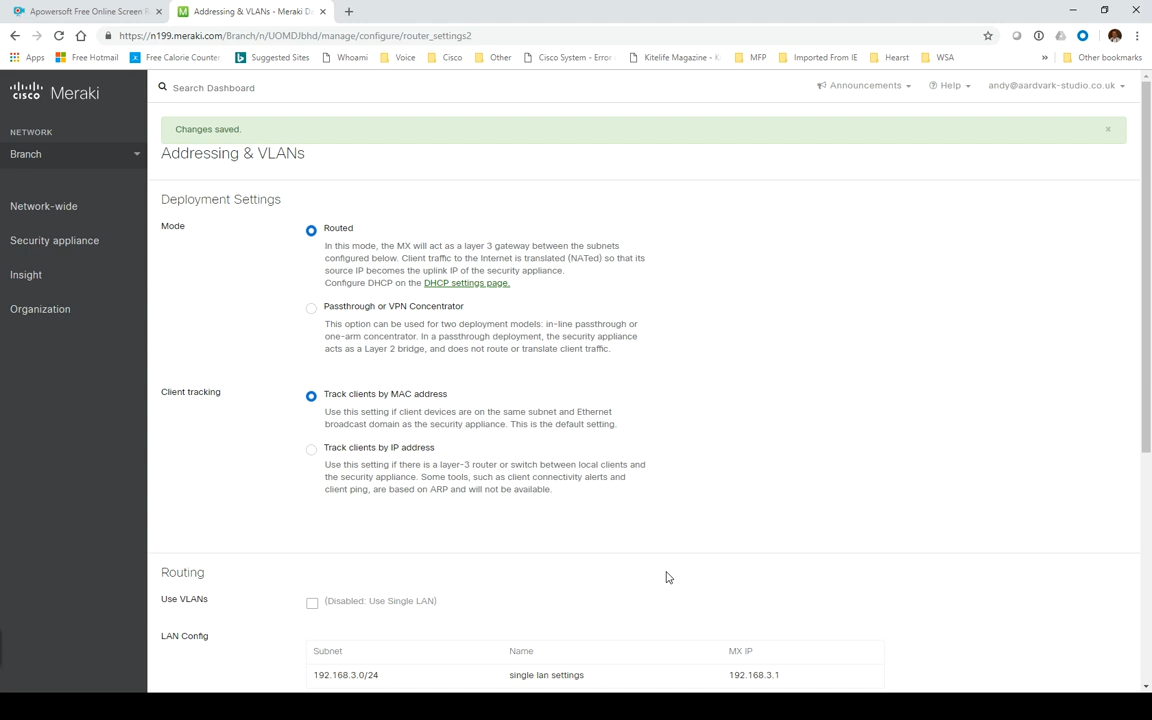 Apowersoft Free Online Screen R
Addressing & VLANs - Meraki D
https://n199.meraki.com/Branch/n/UOMDJbhd/manage/configure/router_settings2
Apps
Free Hotmail
Free Calorie Counter
Suggested Sites
Whoami
Voice
Cisco
Other
Cisco System - Error
Kitelife Magazine - K
MFP
Imported From IE
Hearst
WSA
»
Other bookmarks
CISCO Meraki
Search Dashboard
Announcements
Help
andy@aardvark-studio.co.uk
NETWORK
Branch
Network-wide
Security appliance
Insight
Organization
Changes saved.
×
Addressing & VLANs
Deployment Settings
Mode
Routed
In this mode, the MX will act as a layer 3 gateway between the subnets
configured below. Client traffic to the Internet is translated (NATed) so that its
source IP becomes the uplink IP of the security appliance.
Configure DHCP on the DHCP settings page.
Passthrough or VPN Concentrator
This option can be used for two deployment models: in-line passthrough or
one-arm concentrator. In a passthrough deployment, the security appliance
acts as a Layer 2 bridge, and does not route or translate client traffic.
Client tracking
Track clients by MAC address
Use this setting if client devices are on the same subnet and Ethernet
broadcast domain as the security appliance. This is the default setting.
Track clients by IP address
Use this setting if there is a layer-3 router or switch between local clients and
the security appliance. Some tools, such as client connectivity alerts and
client ping, are based on ARP and will not be available.
Routing
Use VLANs
(Disabled: Use Single LAN)
LAN Config
Subnet Name MX IP
192.168.3.0/24 single lan settings 192.168.3.1